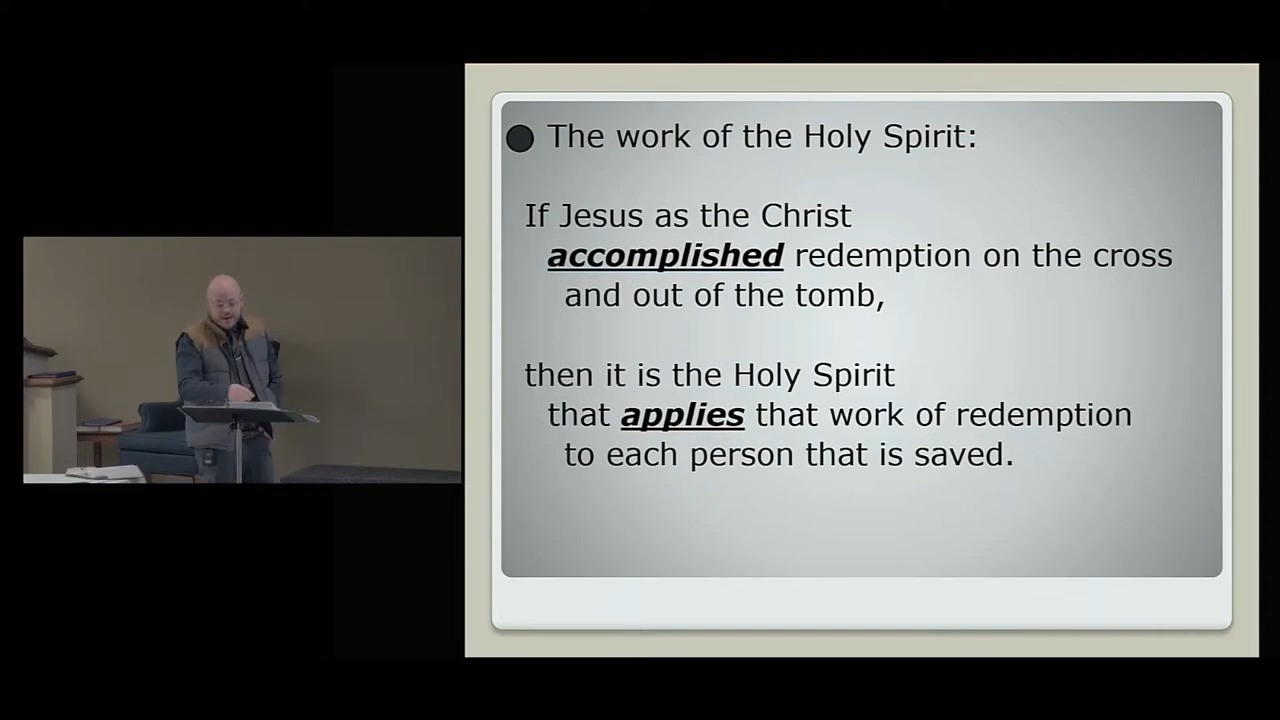 The work of the Holy Spirit:
If Jesus as the Christ
accomplished redemption on the cross
and out of the tomb,
then it is the Holy Spirit
that applies that work of redemption
to each person that is saved.